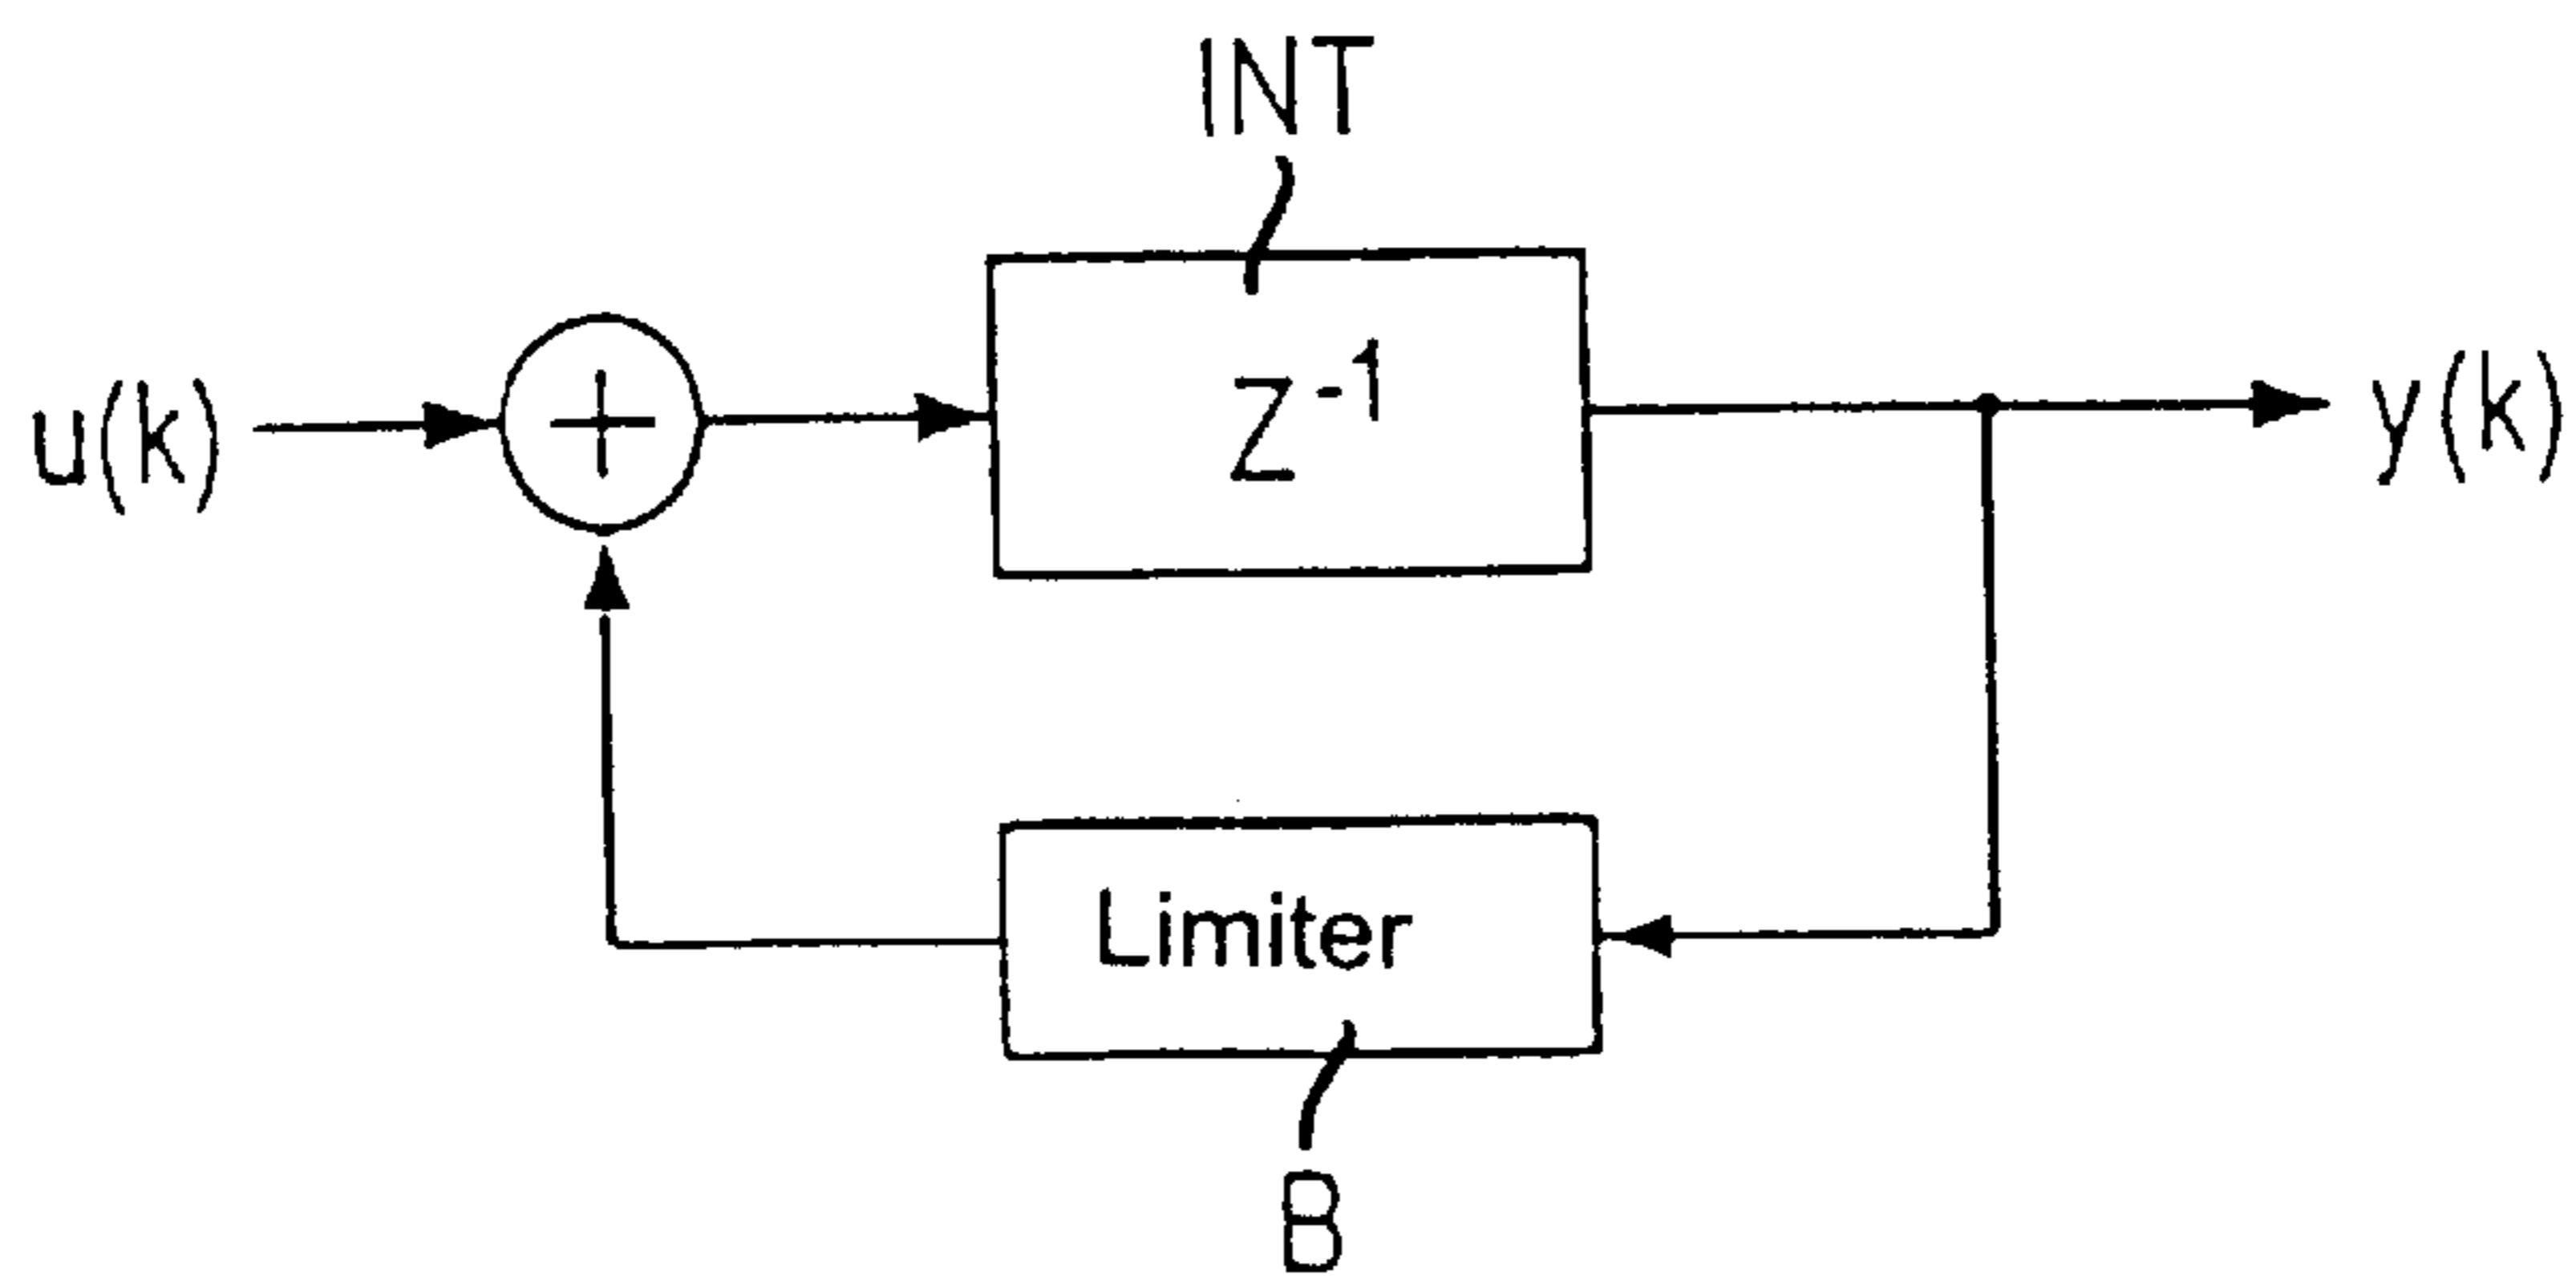 INT
u(k)
+
Z⁻¹
y(k)
Limiter
B